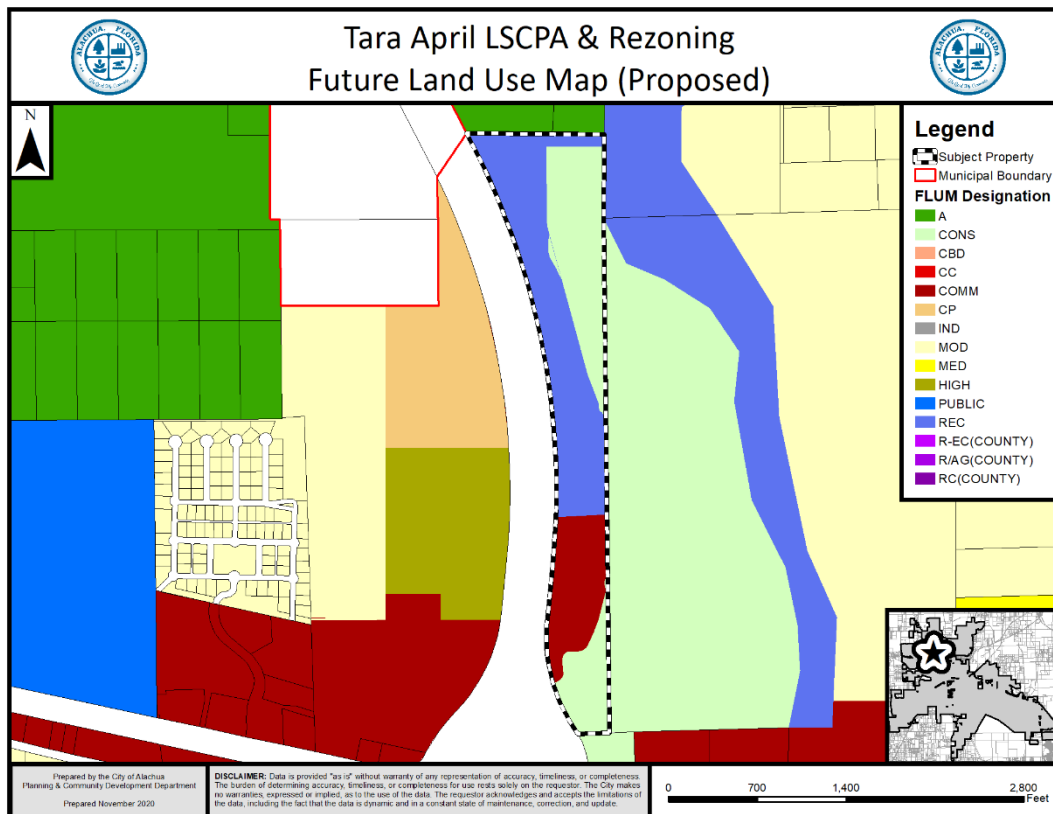 Tara April LSCPA & Rezoning
Future Land Use Map (Proposed)
ALACHUA, FLORIDA
ALACHUA, FLORIDA
N
Legend
Subject Property
Municipal Boundary
FLUM Designation
A
CONS
CBD
CC
COMM
CP
IND
MOD
MED
HIGH
PUBLIC
REC
R-EC(COUNTY)
R/AG(COUNTY)
RC(COUNTY)
Prepared by the City of Alachua
Planning & Community Development Department
Prepared November 2020
DISCLAIMER: Data is provided "as is" without warranty of any representation of accuracy, timeliness, or completeness.
The burden of determining accuracy, timeliness, or completeness for use rests solely on the requestor. The City makes
no warranties, expressed or implied, as to the use of the data. The requestor acknowledges and accepts the limitations of
the data, including the fact that the data is dynamic and in a constant state of maintenance, correction, and update.
0 700 1,400 2,800
Feet